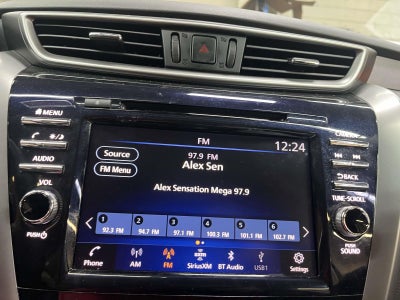 MENU
AUDIO
VOL
PUSH
FM
12:24
Source
97.9 FM
Alex Sen
FM Menu
Alex Sensation Mega 97.9
1 2 3 4 5 6
92.3 FM 94.7 FM 97.1 FM 100.3 FM 101.1 FM 102.7 FM
Phone AM FM SiriusXM BT Audio USB1 Settings
CAMERA
BACK
TUNE-SCROLL
PUSH
SOUND